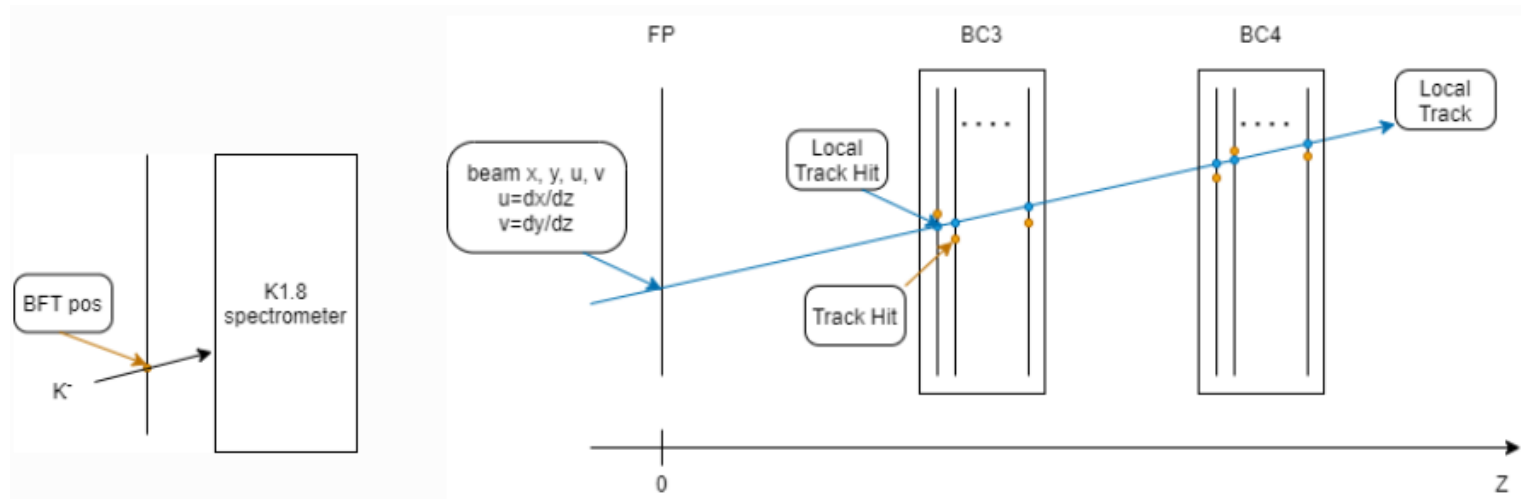 FP
BC3
BC4
Local
Track
beam x, y, u, v
u=dx/dz
v=dy/dz
Local
Track Hit
K1.8
spectrometer
BFT pos
Track Hit
K-
0
Z